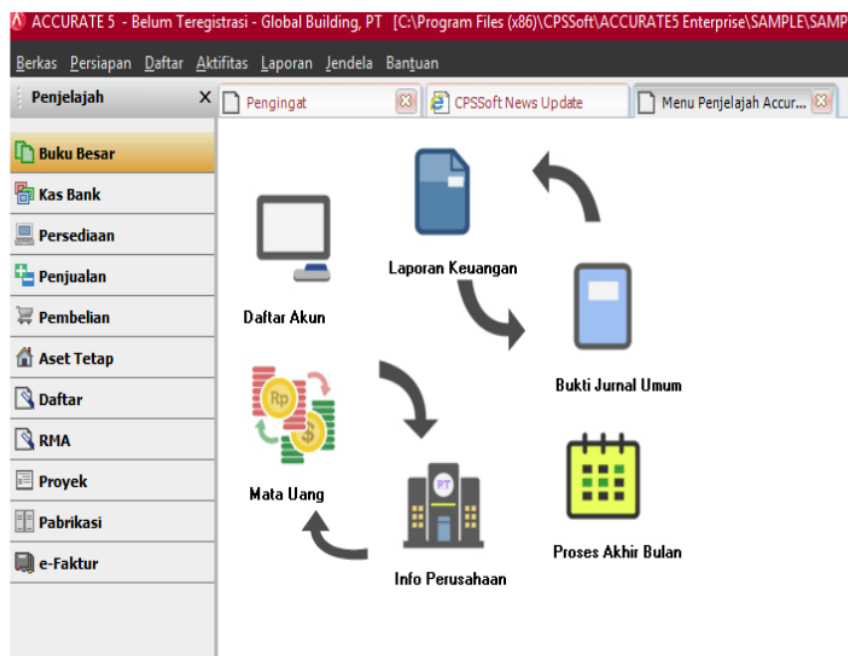 ACCURATE 5 - Belum Teregistrasi - Global Building, PT [C:\Program Files (x86)\CPSSoft\ACCURATE5 Enterprise\SAMPLE\SAMP
Berkas Persiapan Daftar Aktifitas Laporan Jendela Bantuan
Penjelajah X
Pengingat
CPSSoft News Update
Menu Penjelajah Accur...
Buku Besar
Kas Bank
Persediaan
Penjualan
Pembelian
Aset Tetap
Daftar
RMA
Proyek
Pabrikasi
e-Faktur
Laporan Keuangan
Daftar Akun
Bukti Jurnal Umum
Rp
$
Mata Uang
PT
Proses Akhir Bulan
Info Perusahaan